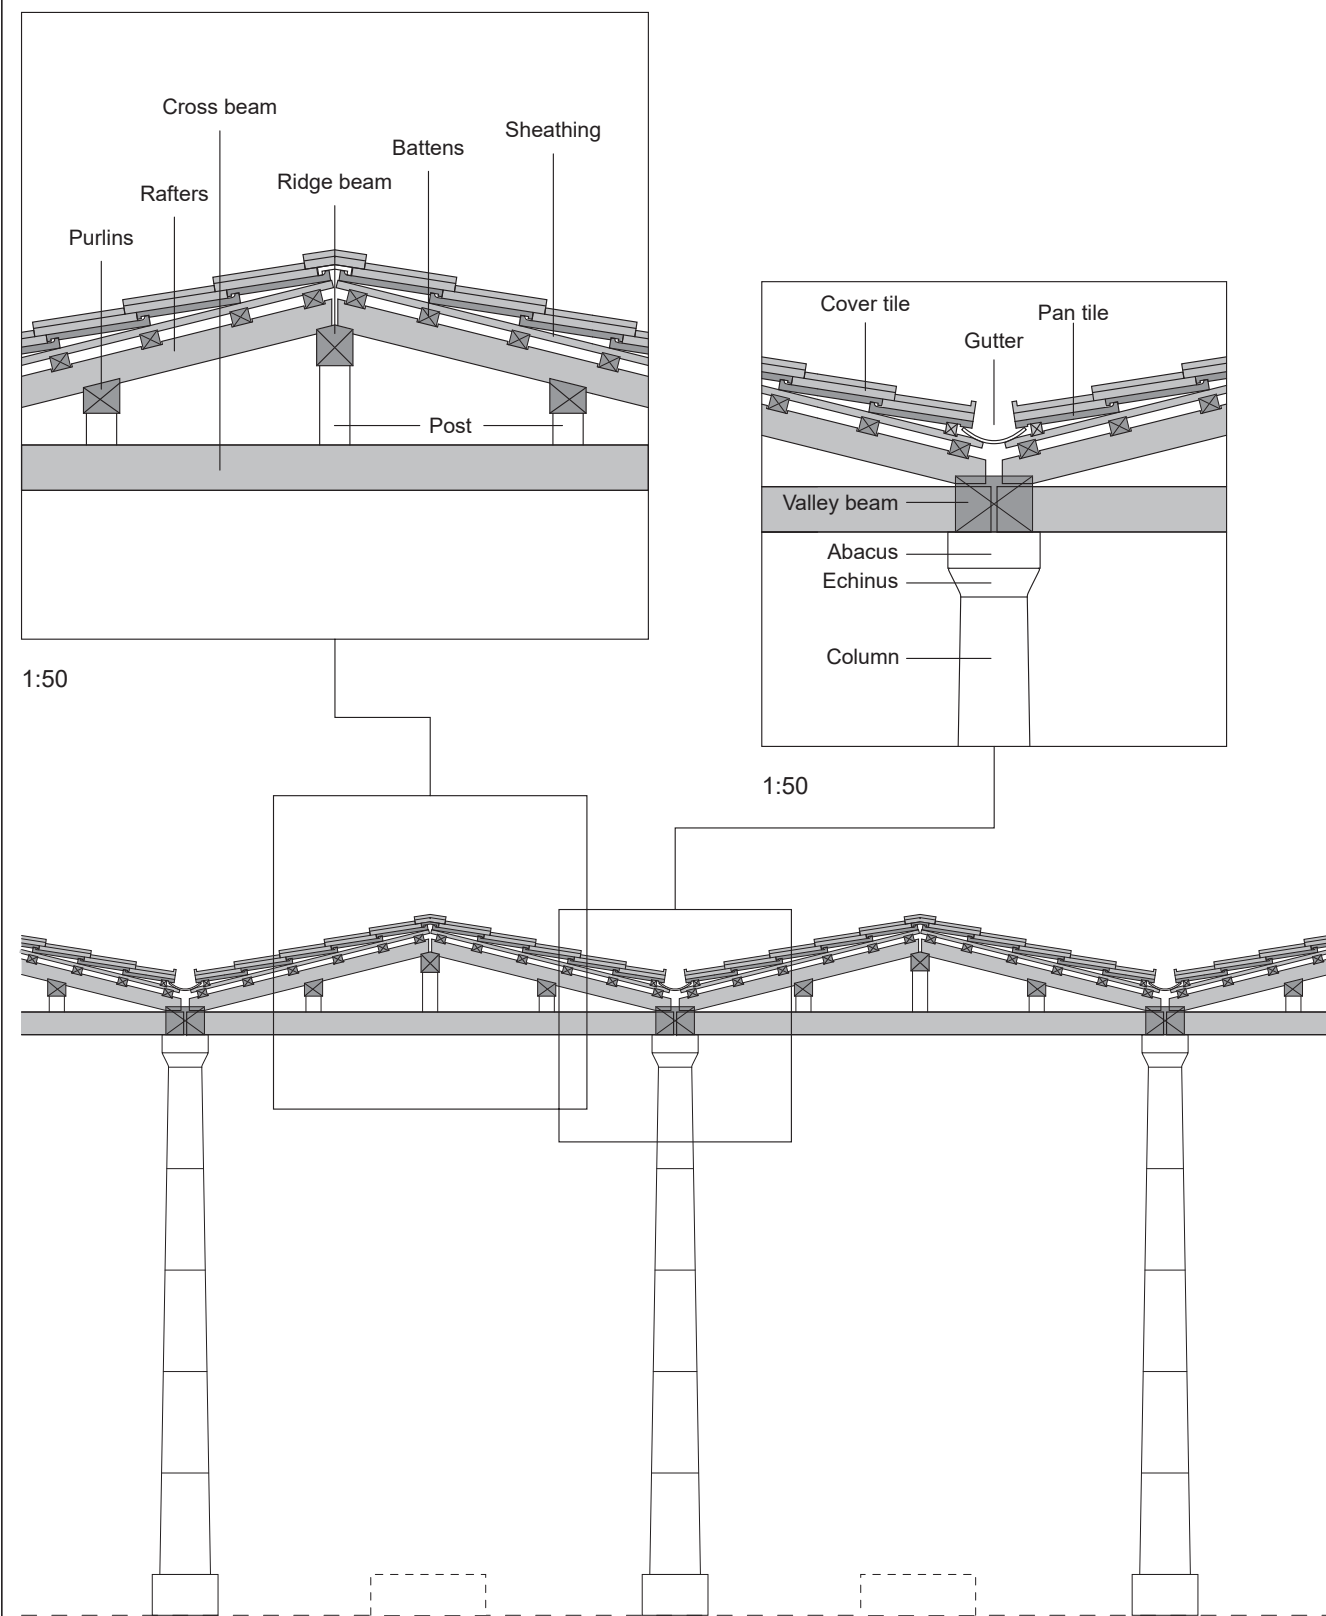 Cross beam
Sheathing
Battens
Ridge beam
Rafters
Purlins
Post
1:50
Cover tile
Pan tile
Gutter
Valley beam
Abacus
Echinus
Column
1:50